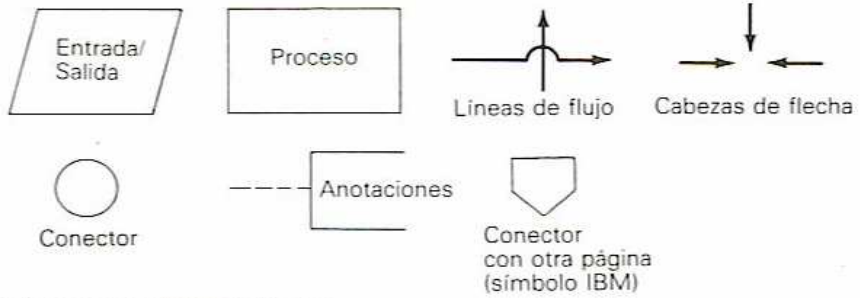 Entrada/
Salida
Proceso
Líneas de flujo
Cabezas de flecha
Conector
Anotaciones
Conector
con otra página
(símbolo IBM)